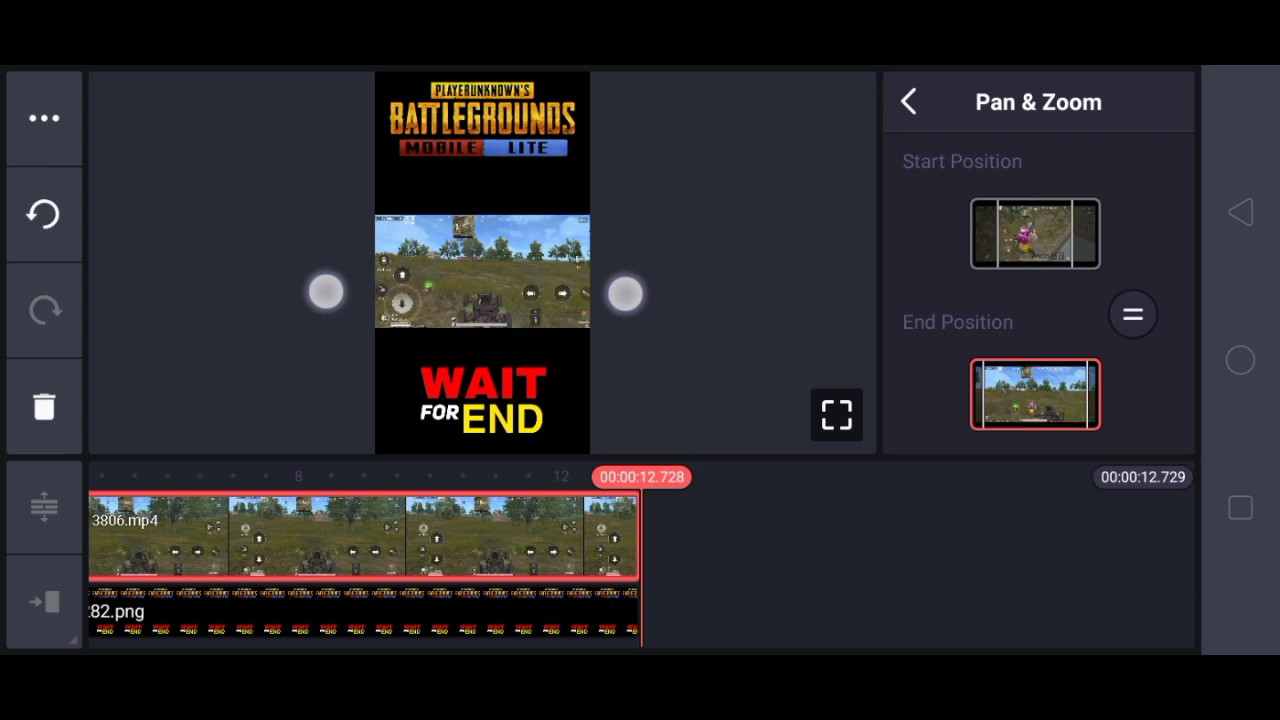 PLAYERUNKNOWN'S
BATTLEGROUNDS
MOBILE LITE
WAIT
FOR END
Pan & Zoom
Start Position
End Position
8
12
00:00:12.728
00:00:12.729
3806.mp4
82.png